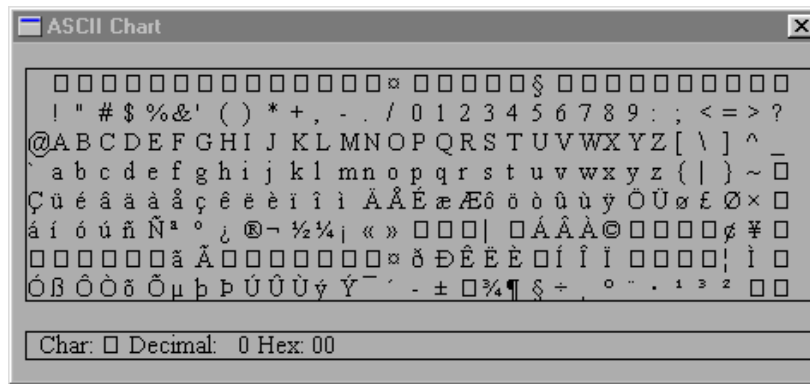 ASCII Chart
□□□□□□□□□□□□□□¤□□□□□§□□□□□□□□□□
! " # $ % & ' ( ) * + , - . / 0 1 2 3 4 5 6 7 8 9 : ; < = > ?
@ A B C D E F G H I J K L M N O P Q R S T U V W X Y Z [ \ ] ^ _
` a b c d e f g h i j k l m n o p q r s t u v w x y z { | } ~ □
Ç ü é â ä à å ç ê ë è ï î ì Ä Å É æ Æ ô ö ò û ù ÿ Ö Ü ø £ Ø × □
á í ó ú ñ Ñ ª º ¿ ® ¬ ½ ¼ ¡ « » □ □ □ | □ Á Â À © □ □ □ □ ¢ ¥ □
□ □ □ □ □ □ ã Ã □ □ □ □ □ □ □ ¤ ð Ð Ê Ë È □ Í Î Ï □ □ □ □ ¦ Ì □
Ó ß Ô Ò õ Õ µ þ Þ Ú Û Ù ý Ý ¯ ´ - ± □ ¾ ¶ § ÷ ¸ ° ¨ · ¹ ³ ² □ □
Char: □ Decimal: 0 Hex: 00